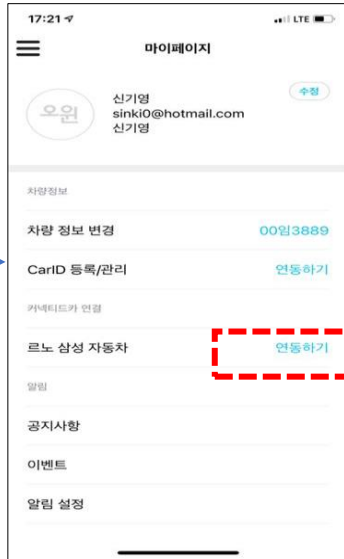 17:21 LTE
마이페이지
오윈
신기영
수정
sinki0@hotmail.com
신기영
차량정보
차량 정보 변경 00임3889
CarID 등록/관리 연동하기
커넥티드카 연결
르노 삼성 자동차 연동하기
알림
공지사항
이벤트
알림 설정